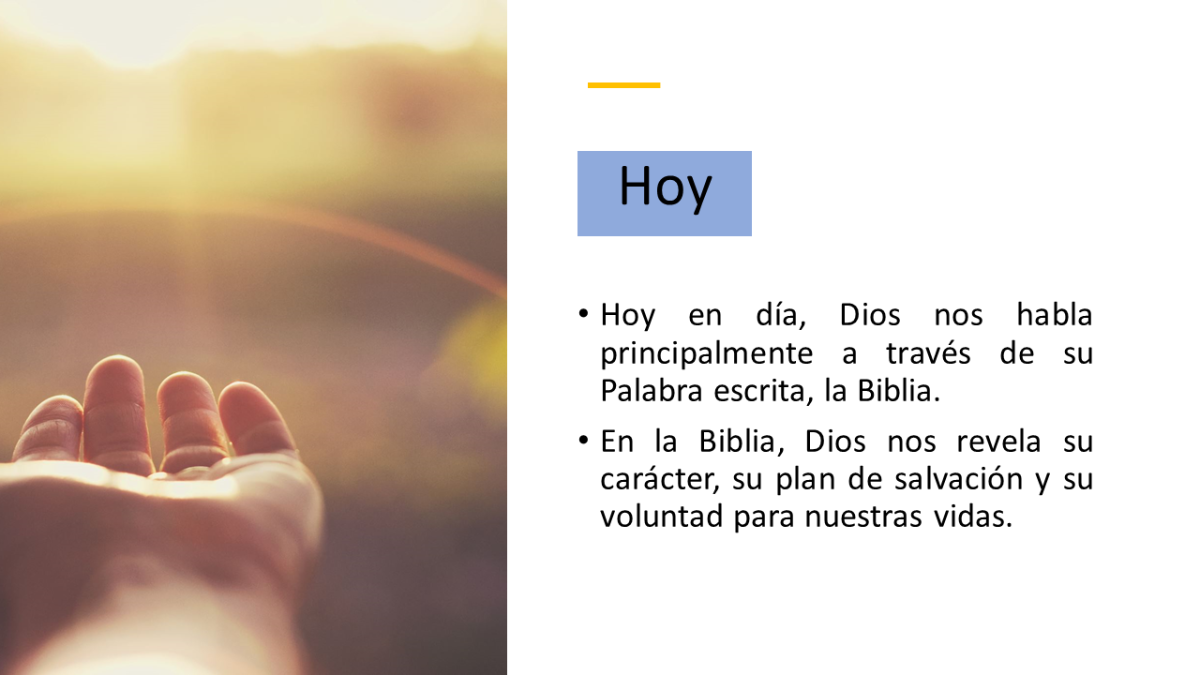 Hoy
• Hoy en día, Dios nos habla
principalmente a través de su
Palabra escrita, la Biblia.
• En la Biblia, Dios nos revela su
carácter, su plan de salvación y su
voluntad para nuestras vidas.